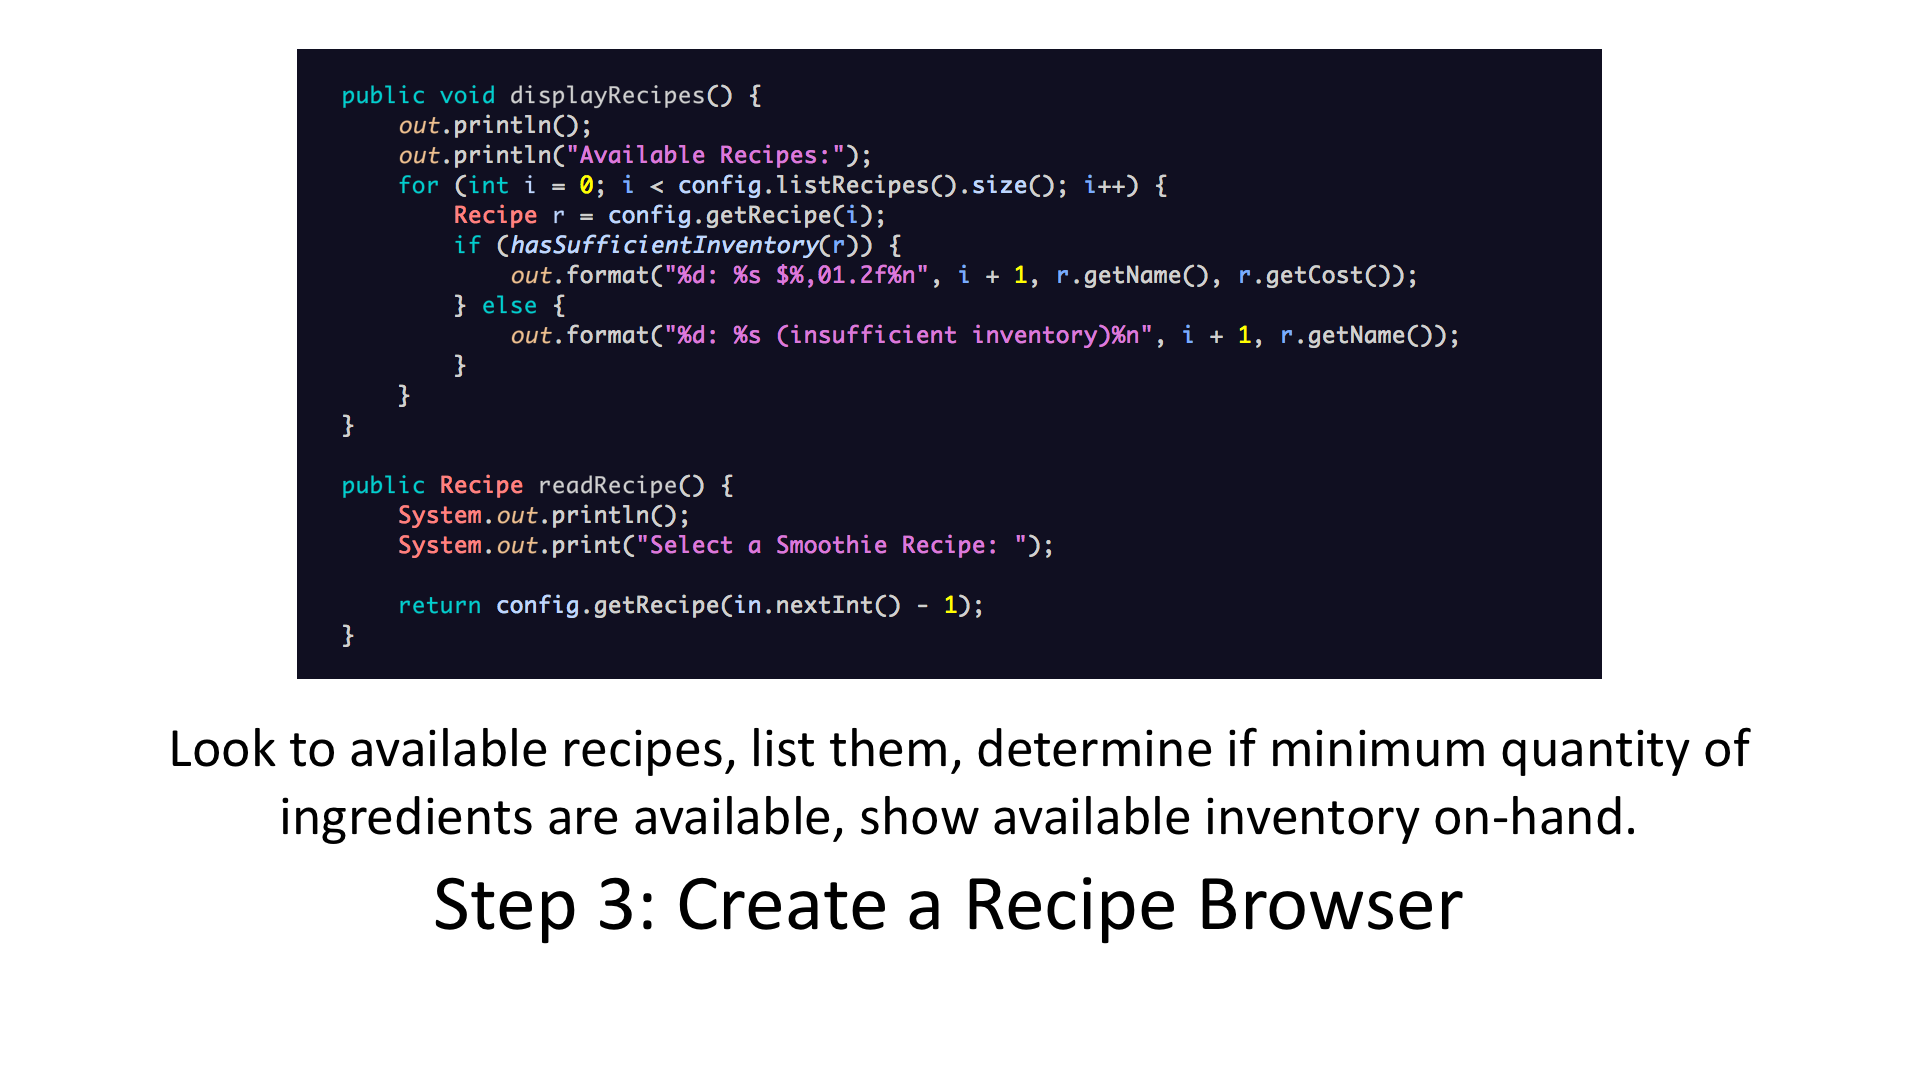 public void displayRecipes() {
    out.println();
    out.println("Available Recipes:");
    for (int i = 0; i < config.listRecipes().size(); i++) {
        Recipe r = config.getRecipe(i);
        if (hasSufficientInventory(r)) {
            out.format("%d: %s $%,01.2f%n", i + 1, r.getName(), r.getCost());
        } else {
            out.format("%d: %s (insufficient inventory)%n", i + 1, r.getName());
        }
    }
}

public Recipe readRecipe() {
    System.out.println();
    System.out.print("Select a Smoothie Recipe: ");

    return config.getRecipe(in.nextInt() - 1);
}
Look to available recipes, list them, determine if minimum quantity of
ingredients are available, show available inventory on-hand.
Step 3: Create a Recipe Browser